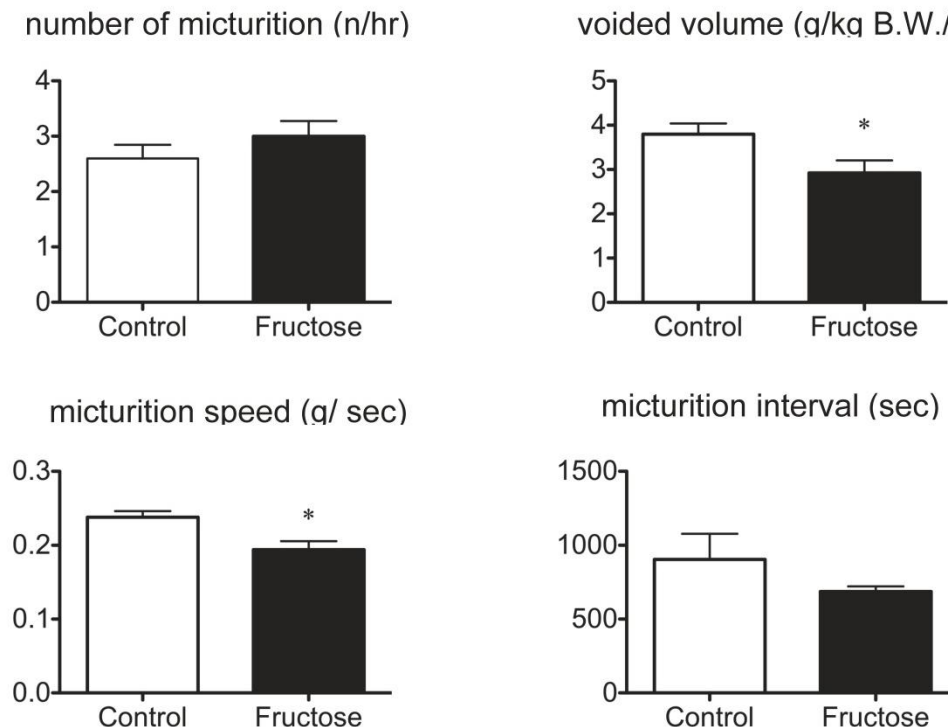 number of micturition (n/hr)
4
3
2
1
0
Control Fructose
voided volume (g/kg B.W./
5
4
3
2
1
0
*
Control Fructose
micturition speed (g/ sec)
0.3
0.2
0.1
0.0
*
Control Fructose
micturition interval (sec)
1500
1000
500
0
Control Fructose